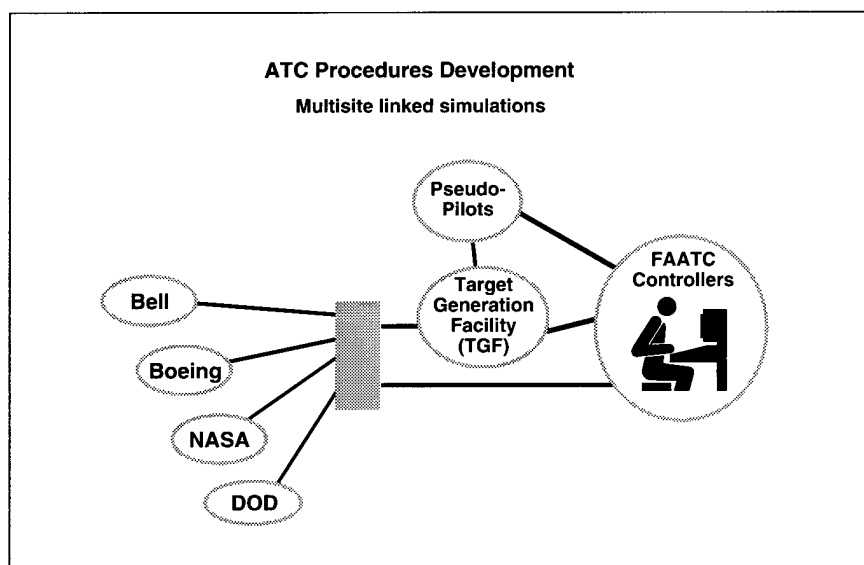 ATC Procedures Development
Multisite linked simulations
Pseudo-
Pilots
FAATC
Controllers
Target
Generation
Facility
(TGF)
Bell
Boeing
NASA
DOD